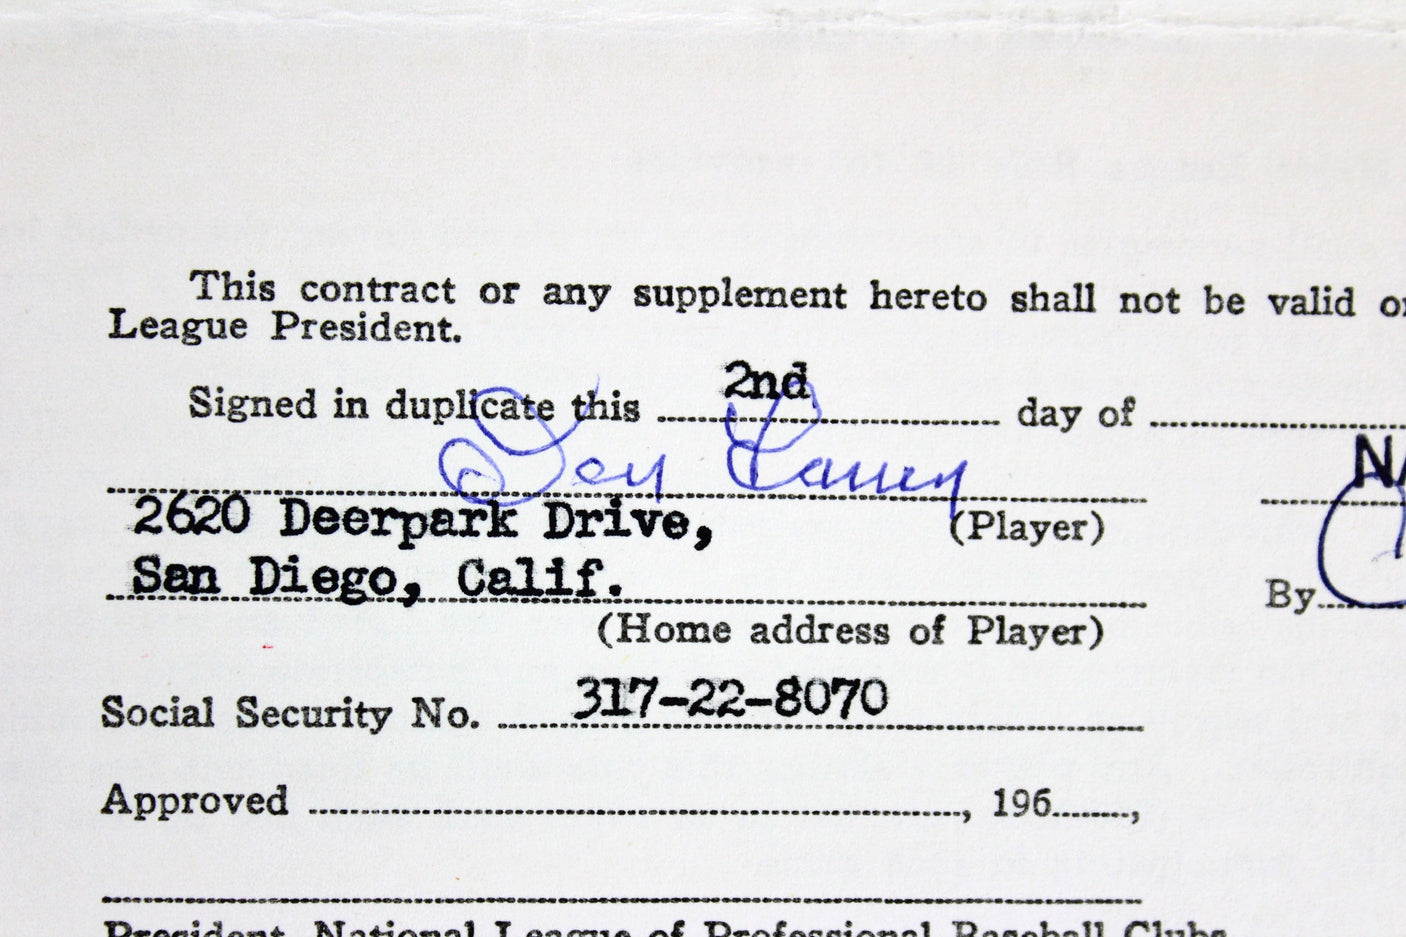 This contract or any supplement hereto shall not be valid
League President.
Signed in duplicate this 2nd day of
2620 Deerpark Drive,
(Player)
San Diego, Calif.
By
(Home address of Player)
Social Security No. 317-22-8070
Approved , 196 ,
President, National League of Professional Baseball Clubs